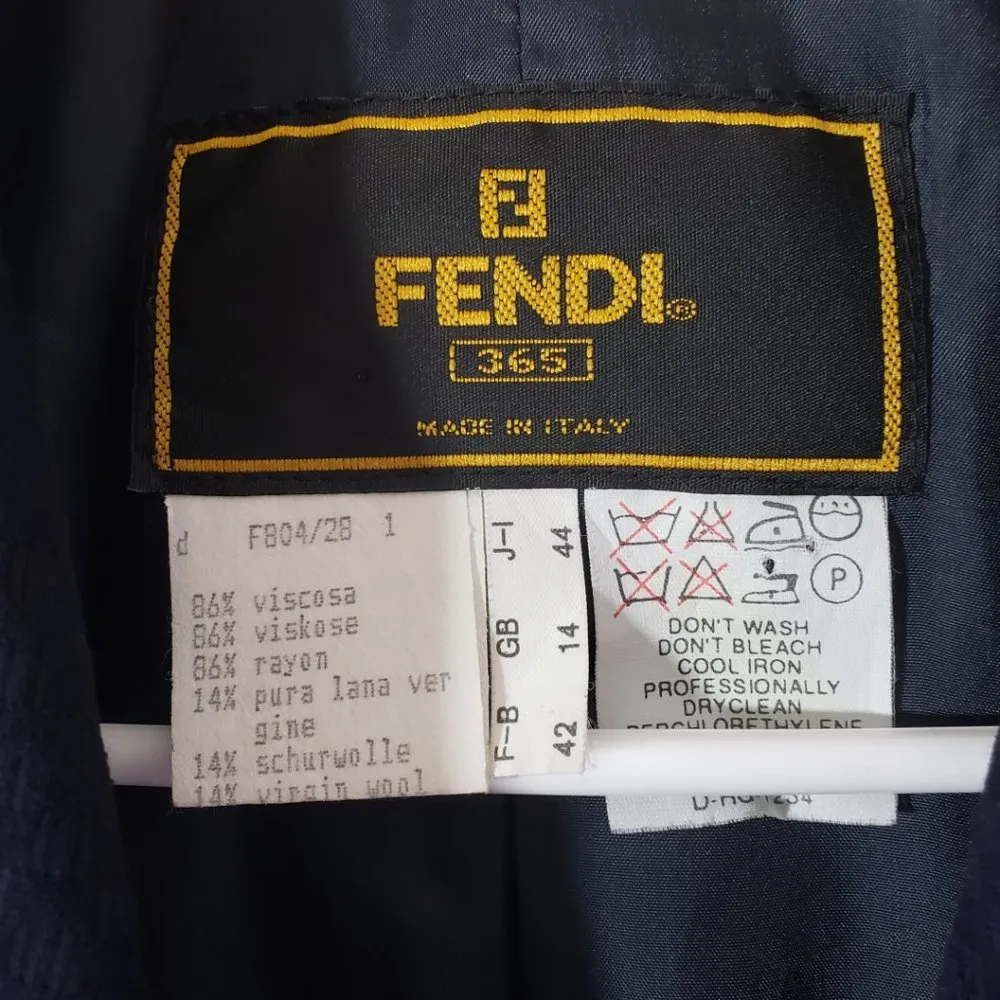 FENDI®
365
MADE IN ITALY
d F804/28 1
86% viscosa
86% viskose
86% rayon
14% pura lana ver
gine
14% schurwolle
14% virgin wool
J-I 44
GB 14
F-B 42
P
DON'T WASH
DON'T BLEACH
COOL IRON
PROFESSIONALLY
DRYCLEAN
PERCHLORETHYLENE